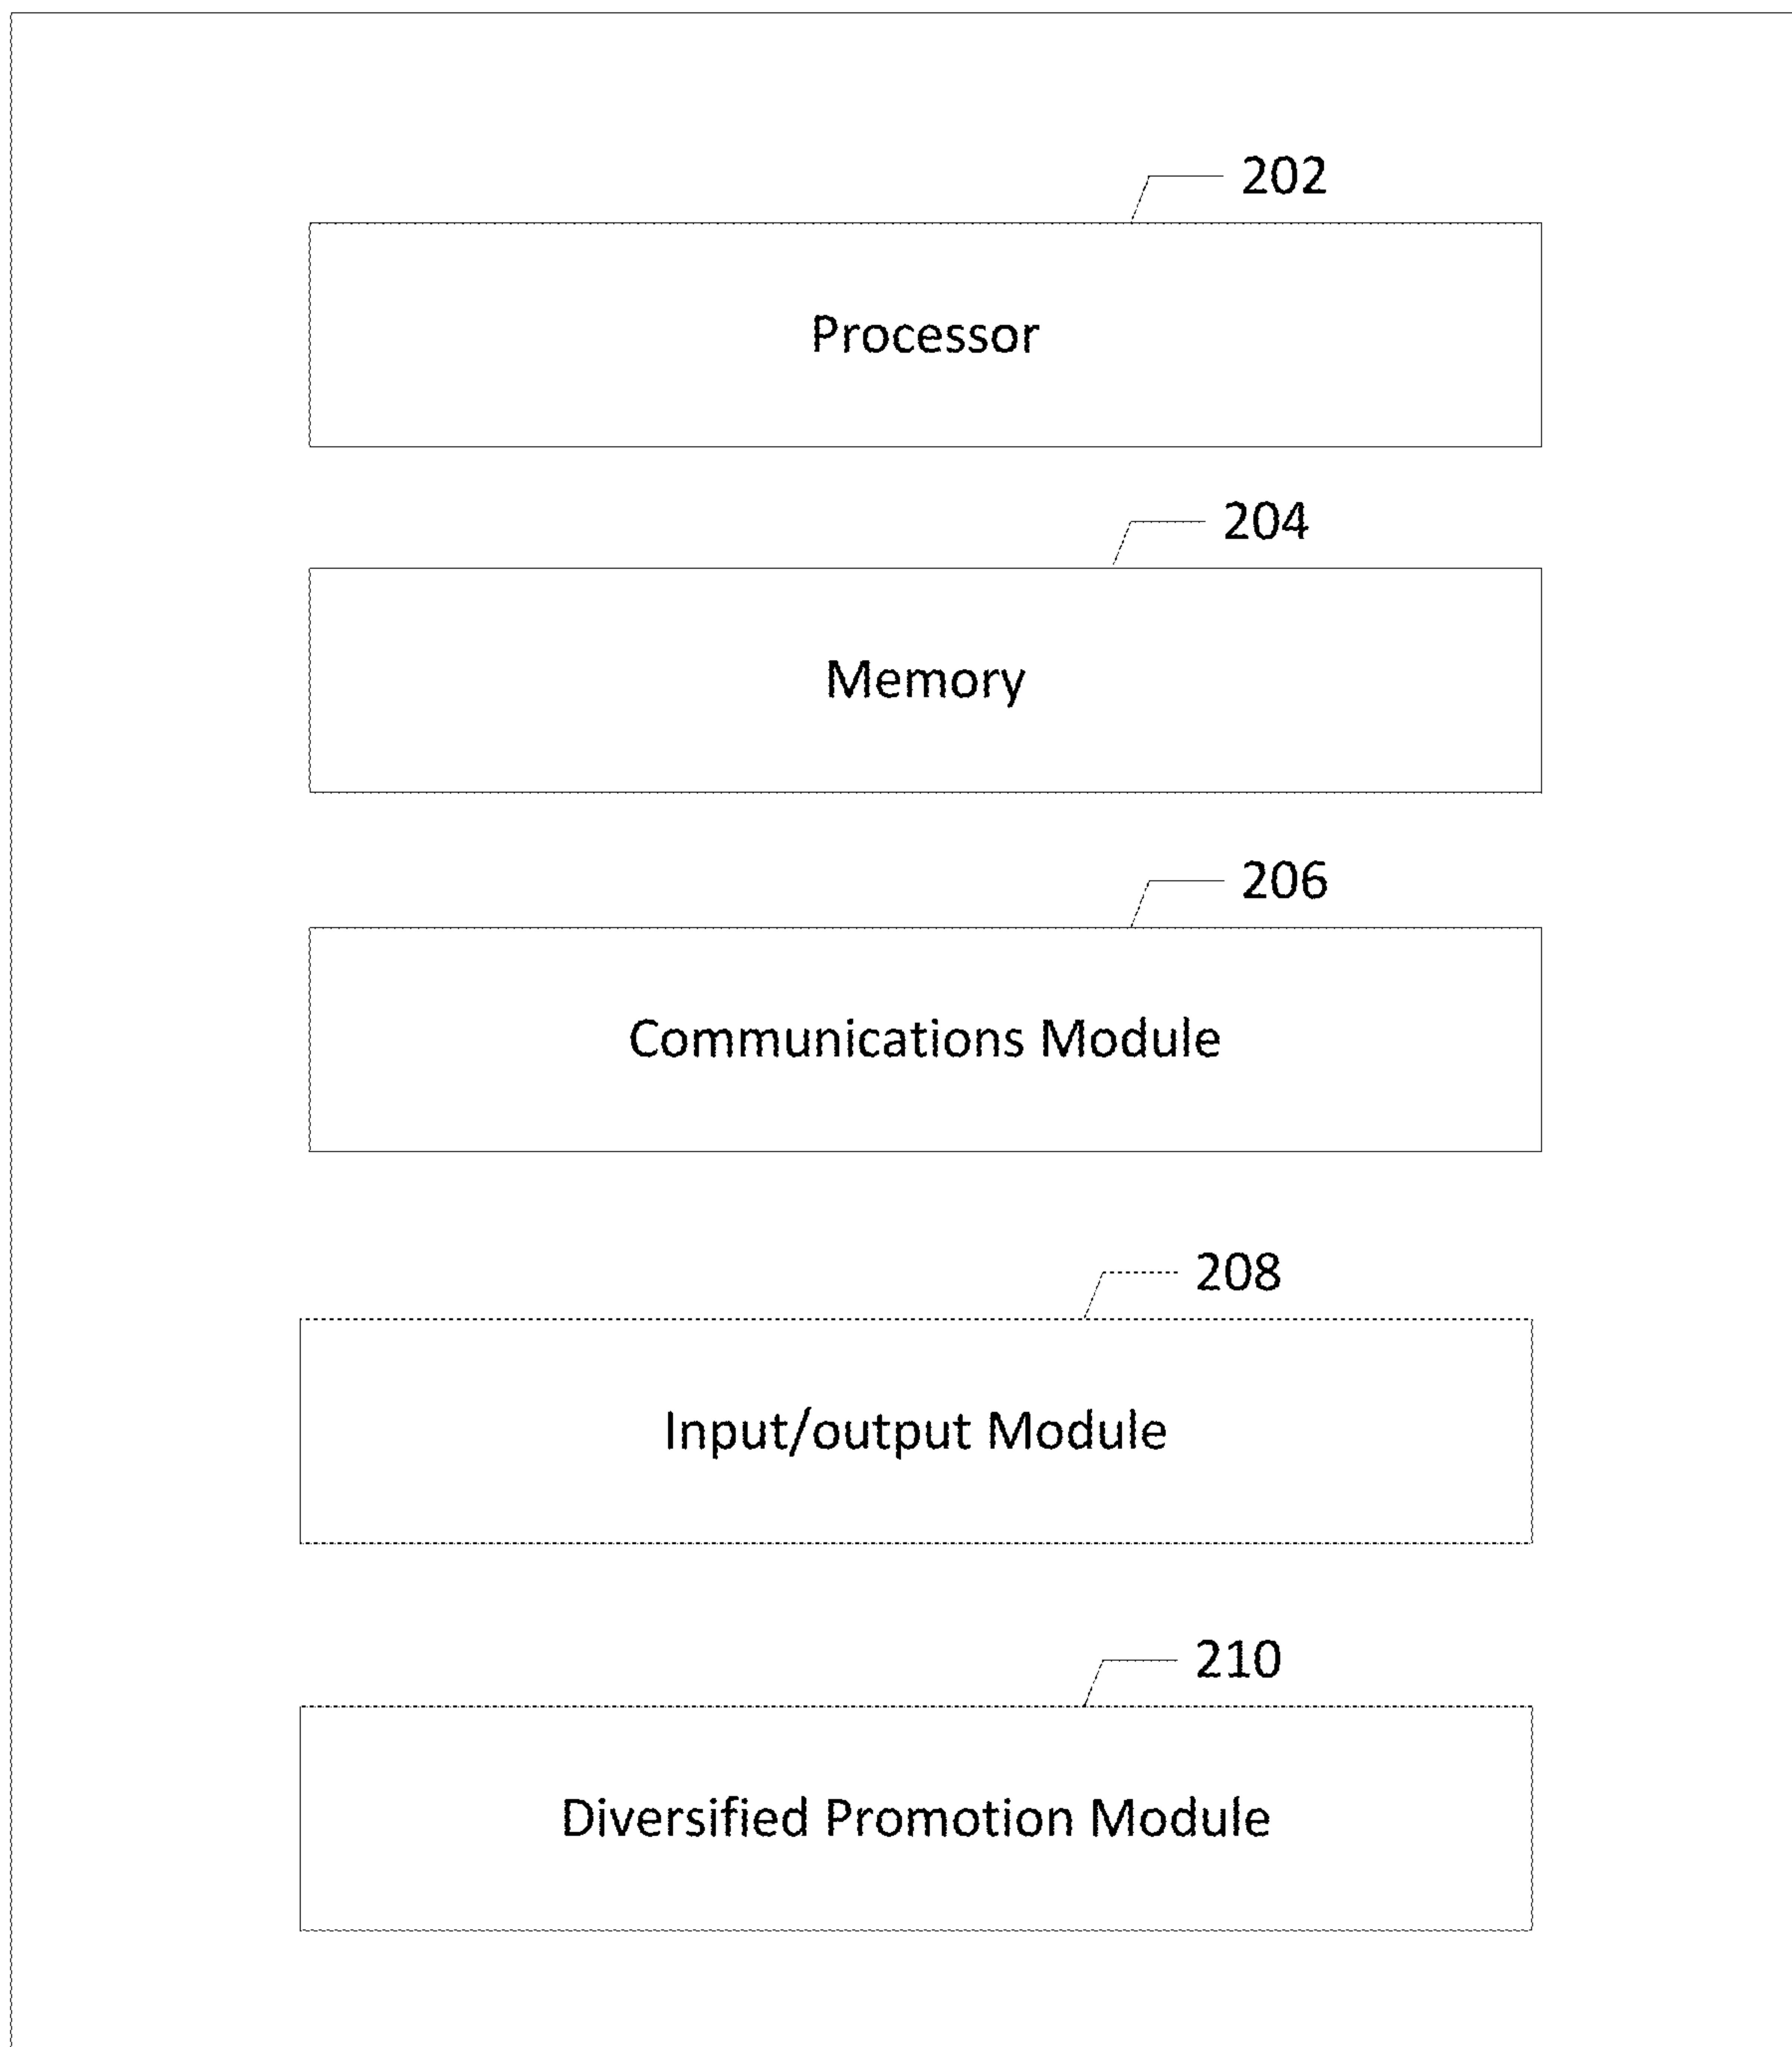 202
Processor
204
Memory
206
Communications Module
208
Input/output Module
210
Diversified Promotion Module